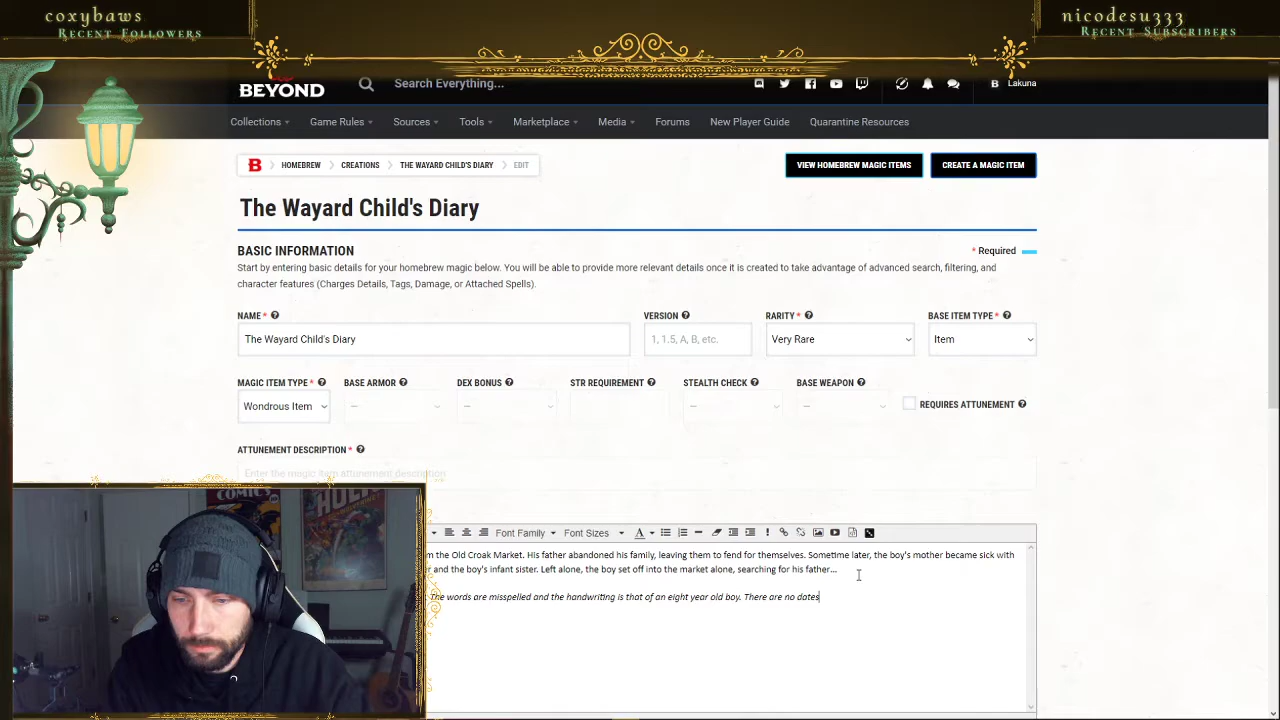 coxybaws
Recent Followers
nicodesu333
Recent Subscribers
BEYOND
Search Everything...
Lakuna
Collections
Game Rules
Sources
Tools
Marketplace
Media
Forums
New Player Guide
Quarantine Resources
HOMEBREW
CREATIONS
THE WAYARD CHILD'S DIARY
EDIT
VIEW HOMEBREW MAGIC ITEMS
CREATE A MAGIC ITEM
The Wayard Child's Diary
BASIC INFORMATION
* Required
Start by entering basic details for your homebrew magic below. You will be able to provide more relevant details once it is created to take advantage of advanced search, filtering, and
character features (Charges Details, Tags, Damage, or Attached Spells).
NAME *
VERSION
RARITY *
BASE ITEM TYPE *
The Wayard Child's Diary
1, 1.5, A, B, etc.
Very Rare
Item
MAGIC ITEM TYPE *
BASE ARMOR
DEX BONUS
STR REQUIREMENT
STEALTH CHECK
BASE WEAPON
Wondrous Item
—
—
—
—
REQUIRES ATTUNEMENT
ATTUNEMENT DESCRIPTION *
Enter the magic item attunement description
COMICS
HULK
Font Family
Font Sizes
A
m the Old Croak Market. His father abandoned his family, leaving them to fend for themselves. Sometime later, the boy's mother became sick with
r and the boy's infant sister. Left alone, the boy set off into the market alone, searching for his father...
The words are misspelled and the handwriting is that of an eight year old boy. There are no dates